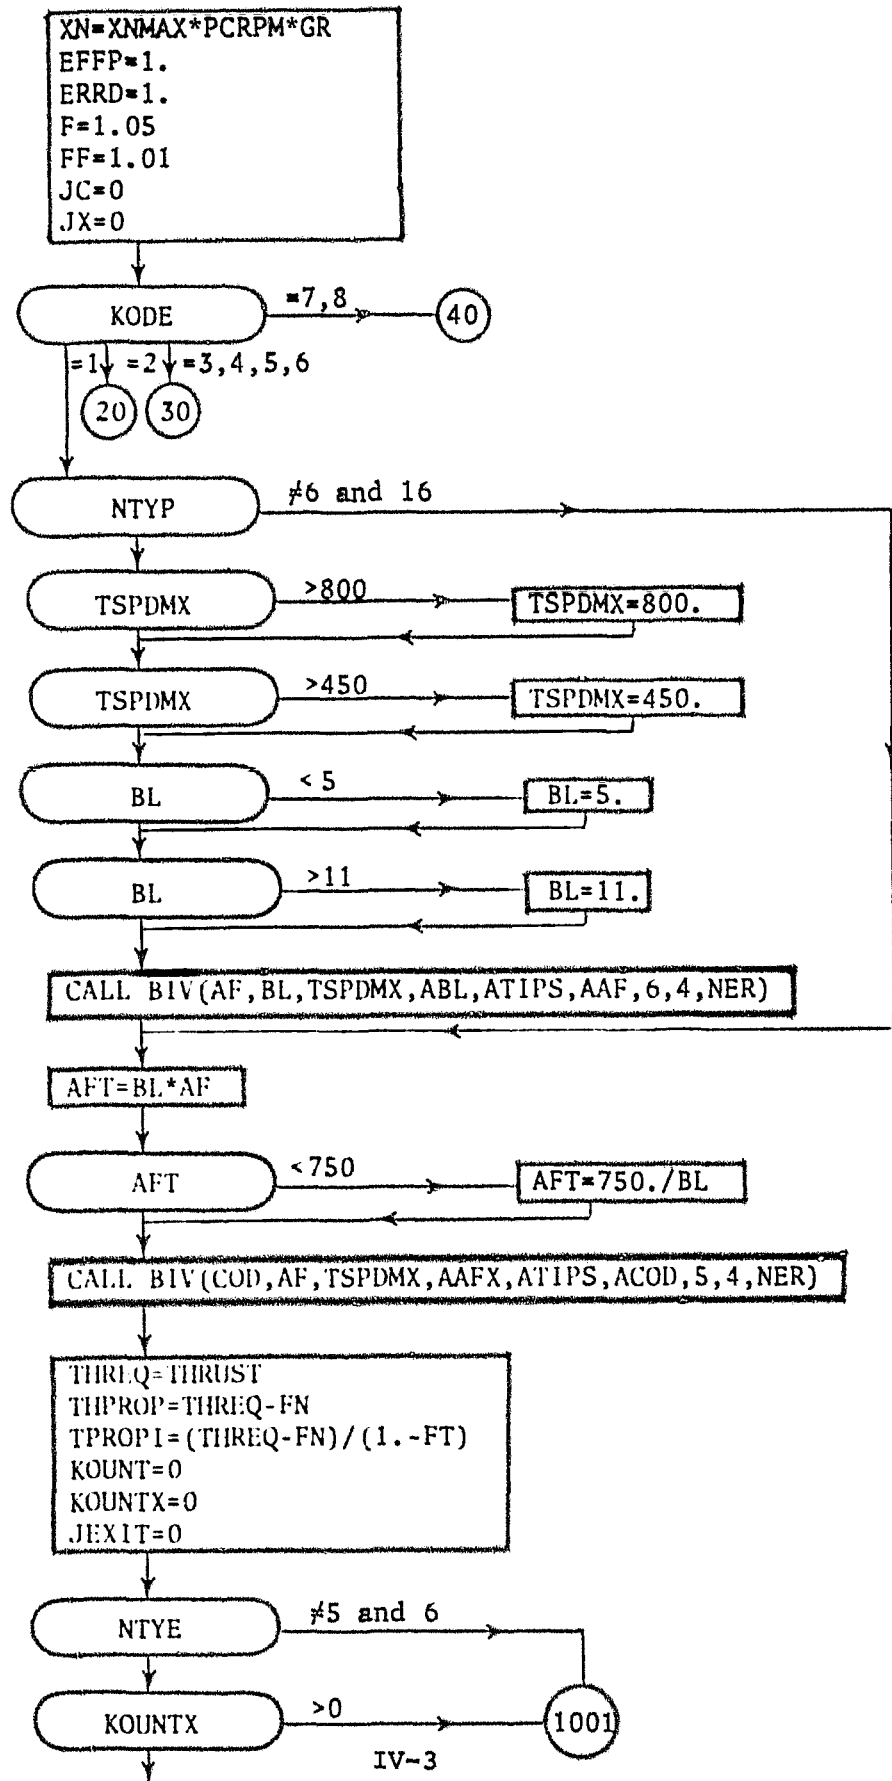 XN=XNMAX*PCRPM*GR
EFFP=1.
ERRD=1.
F=1.05
FF=1.01
JC=0
JX=0
KODE
=7,8
40
=1
=2
=3,4,5,6
20
30
NTYP
≠6 and 16
TSPDMX
>800
TSPDMX=800.
TSPDMX
>450
TSPDMX=450.
BL
<5
BL=5.
BL
>11
BL=11.
CALL BIV(AF,BL,TSPDMX,ABL,ATIPS,AAF,6,4,NER)
AFT=BL*AF
AFT
<750
AFT=750./BL
CALL BIV(COD,AF,TSPDMX,AAFX,ATIPS,ACOD,5,4,NER)
THREQ=THRUST
THPROP=THREQ-FN
TPROPI=(THREQ-FN)/(1.-FT)
KOUNT=0
KOUNTX=0
JEXIT=0
NTYE
≠5 and 6
KOUNTX
>0
1001
IV-3